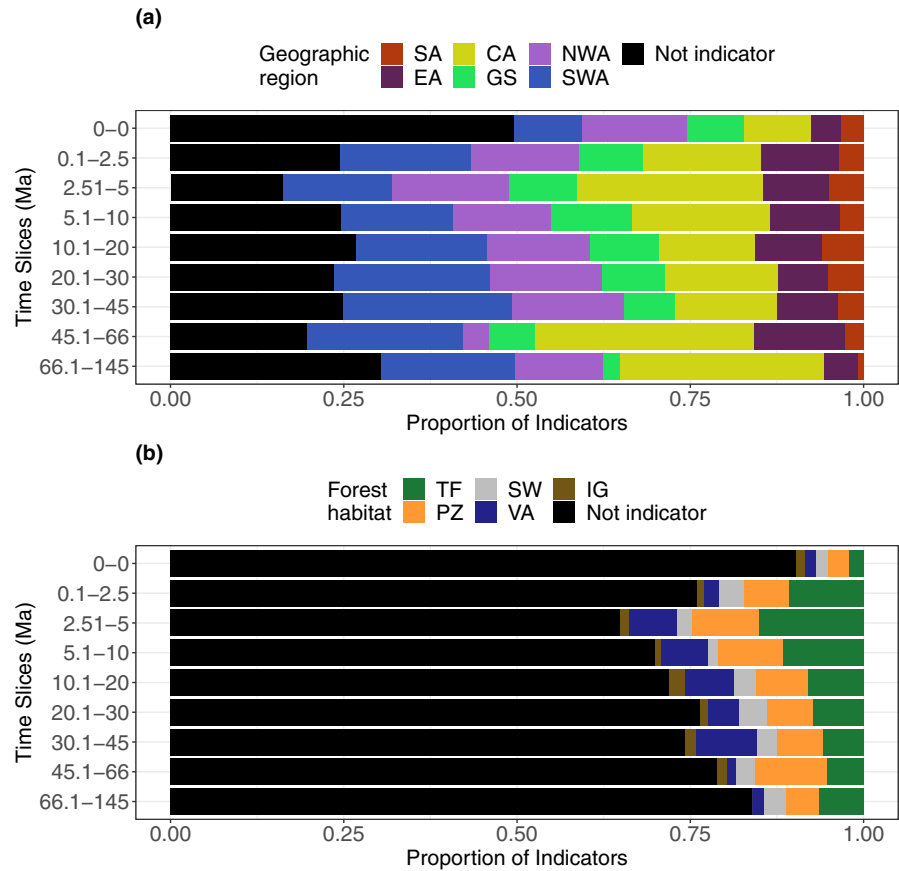 (a)
Geographic region
SA CA NWA Not indicator
EA GS SWA
Time Slices (Ma)
0–0
0.1–2.5
2.51–5
5.1–10
10.1–20
20.1–30
30.1–45
45.1–66
66.1–145
0.00 0.25 0.50 0.75 1.00
Proportion of Indicators
(b)
Forest habitat
TF SW IG
PZ VA Not indicator
Time Slices (Ma)
0–0
0.1–2.5
2.51–5
5.1–10
10.1–20
20.1–30
30.1–45
45.1–66
66.1–145
0.00 0.25 0.50 0.75 1.00
Proportion of Indicators